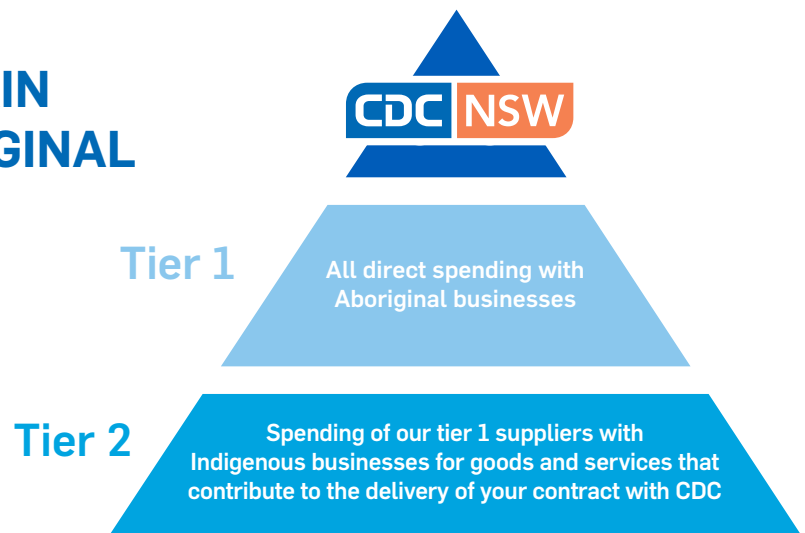 IN
GINAL
CDC NSW
Tier 1
All direct spending with
Aboriginal businesses
Tier 2
Spending of our tier 1 suppliers with
Indigenous businesses for goods and services that
contribute to the delivery of your contract with CDC